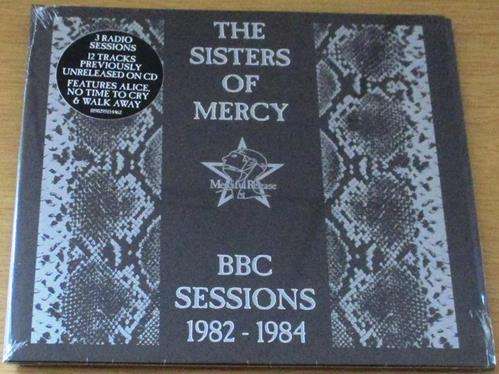 3 RADIO
SESSIONS
12 TRACKS
PREVIOUSLY
UNRELEASED ON CD
FEATURES ALICE,
NO TIME TO CRY
& WALK AWAY
THE
SISTERS
OF
MERCY
Merciful Release
BBC
SESSIONS
1982 - 1984